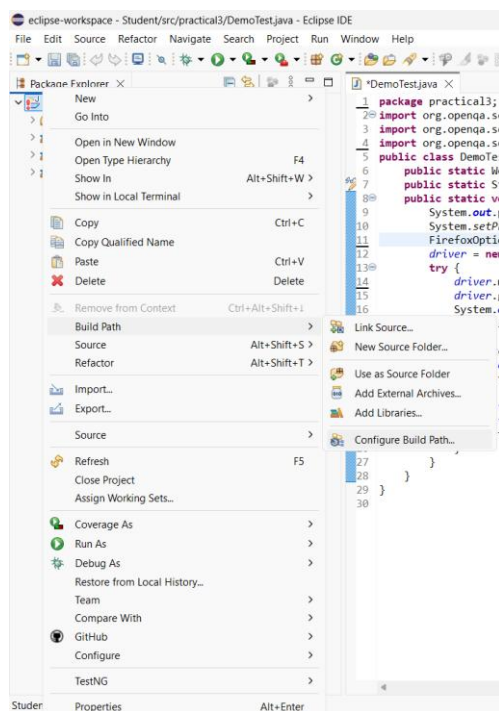 eclipse-workspace - Student/src/practical3/DemoTest.java - Eclipse IDE
File Edit Source Refactor Navigate Search Project Run Window Help
Package Explorer
New
Go Into
Open in New Window
Open Type Hierarchy F4
Show In Alt+Shift+W
Show in Local Terminal
Copy Ctrl+C
Copy Qualified Name
Paste Ctrl+V
Delete Delete
Remove from Context Ctrl+Alt+Shift+↓
Build Path
Source Alt+Shift+S
Refactor Alt+Shift+T
Import...
Export...
Source
Refresh F5
Close Project
Assign Working Sets...
Coverage As
Run As
Debug As
Restore from Local History...
Team
Compare With
GitHub
Configure
TestNG
Properties Alt+Enter
Link Source...
New Source Folder...
Use as Source Folder
Add External Archives...
Add Libraries...
Configure Build Path...
*DemoTest.java
1 package practical3;
2 import org.openqa.se
3 import org.openqa.se
4 import org.openqa.se
5 public class DemoTes
6 public static We
7 public static St
8 public static vo
9 System.out.p
10 System.setP
11 FirefoxOptio
12 driver = new
13 try {
14 driver.m
15 driver.g
16 System.o
27 }
28 }
29 }
30
Studen